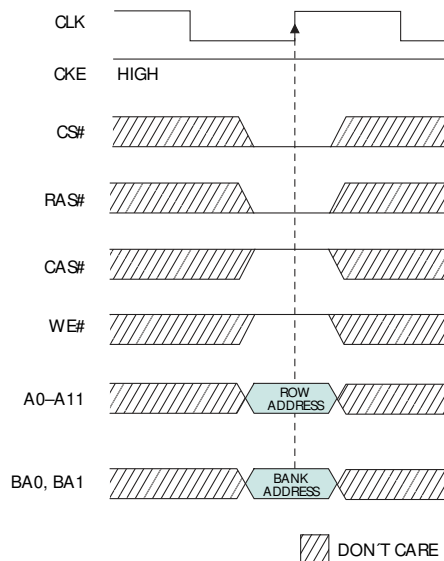 CLK
CKE HIGH
CS#
RAS#
CAS#
WE#
A0–A11 ROW
ADDRESS
BA0, BA1 BANK
ADDRESS
DON´T CARE